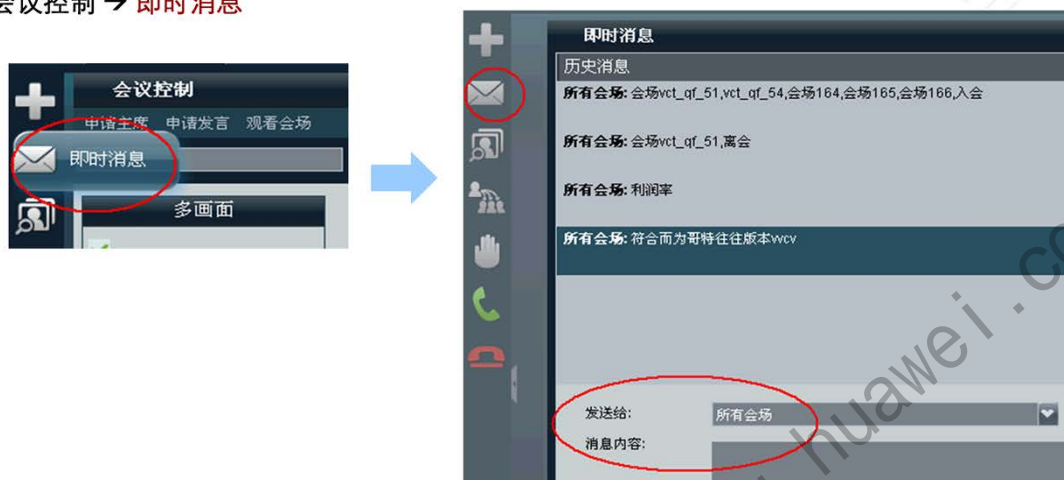 会议控制 → 即时消息
会议控制
申请主席 申请发言 观看会场
即时消息
多画面
即时消息
历史消息
所有会场: 会场vct_qf_51,vct_qf_54,会场164,会场165,会场166,入会
所有会场: 会场vct_qf_51,离会
所有会场: 利润率
所有会场: 符合而为哥特往往版本wcv
发送给: 所有会场
消息内容:
huawei.co